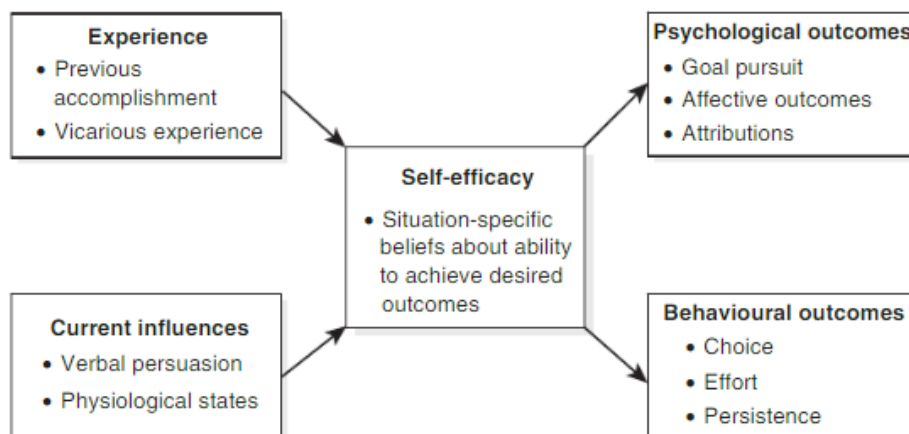 Experience
• Previous
accomplishment
• Vicarious experience
Current influences
• Verbal persuasion
• Physiological states
Self-efficacy
• Situation-specific
beliefs about ability
to achieve desired
outcomes
Psychological outcomes
• Goal pursuit
• Affective outcomes
• Attributions
Behavioural outcomes
• Choice
• Effort
• Persistence